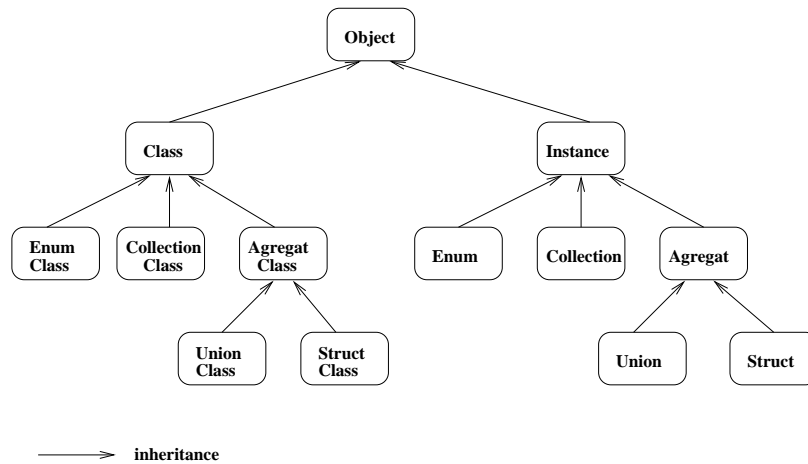 Object
Class
Instance
Enum
Class
Collection
Class
Agregat
Class
Enum
Collection
Agregat
Union
Class
Struct
Class
Union
Struct
inheritance